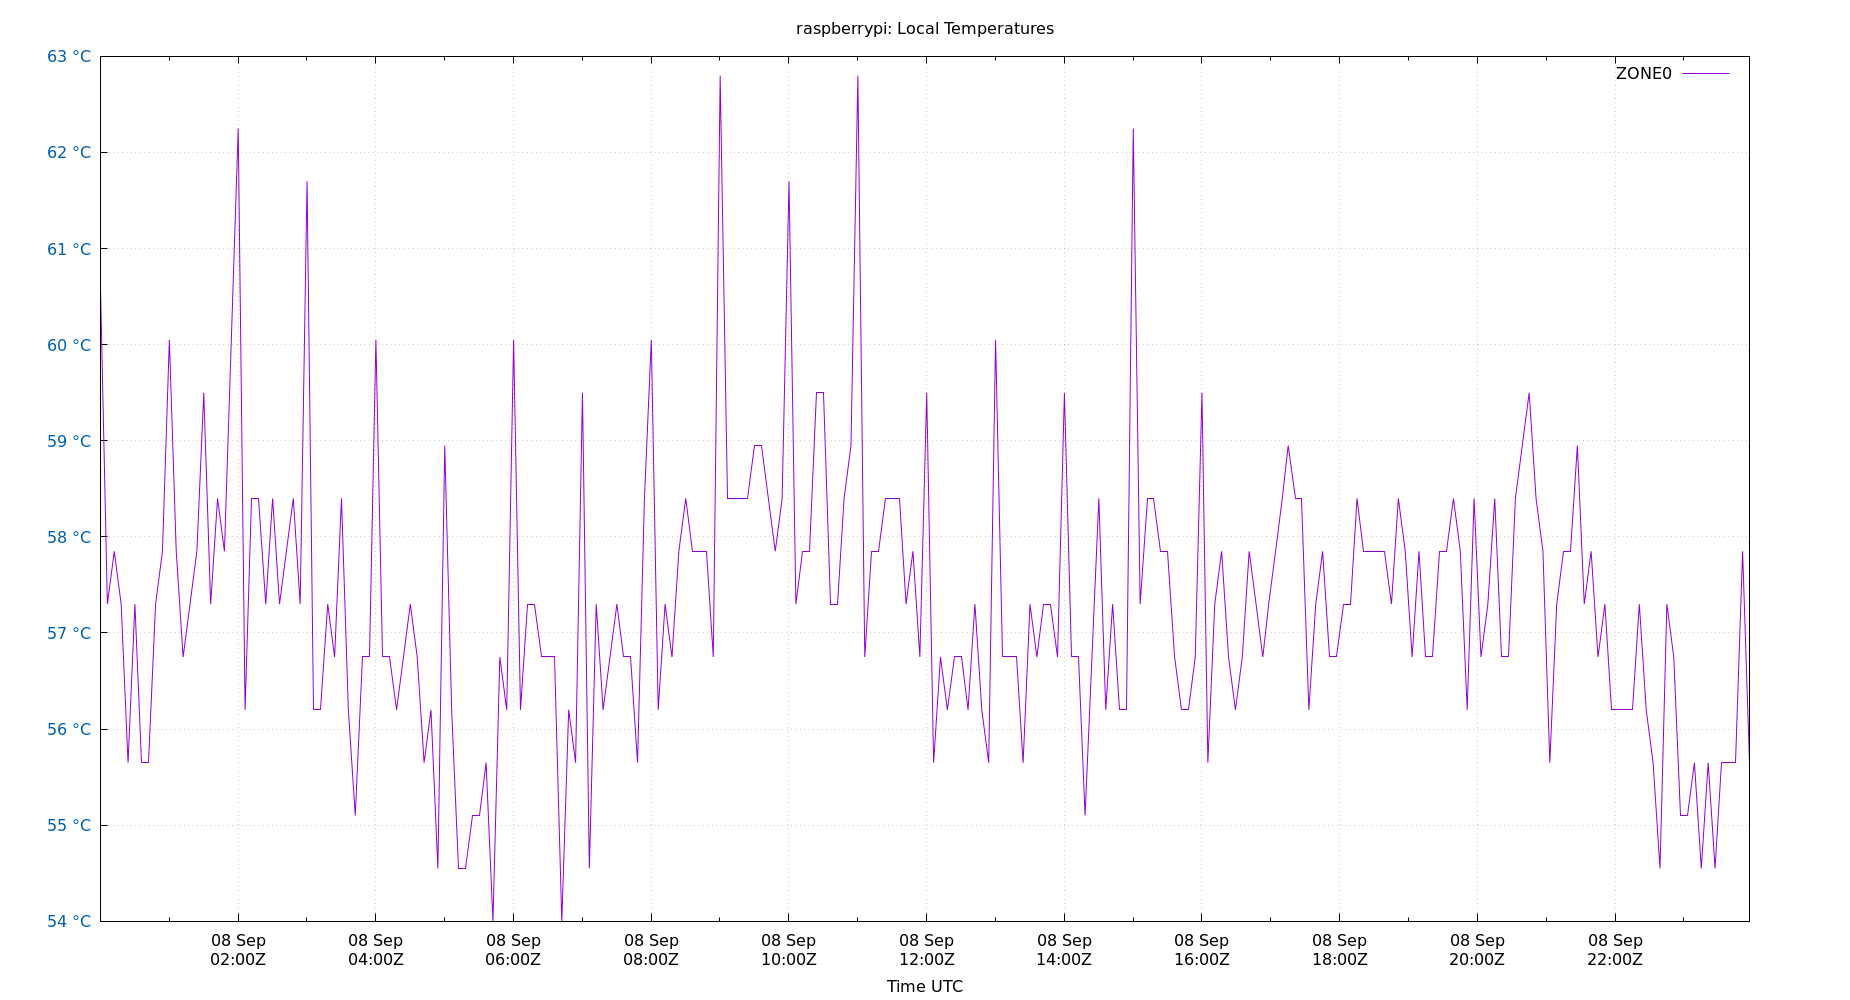 raspberrypi: Local Temperatures
ZONE0
63 °C
62 °C
61 °C
60 °C
59 °C
58 °C
57 °C
56 °C
55 °C
54 °C
08 Sep 08 Sep 08 Sep 08 Sep 08 Sep 08 Sep 08 Sep 08 Sep 08 Sep 08 Sep 08 Sep
02:00Z 04:00Z 06:00Z 08:00Z 10:00Z 12:00Z 14:00Z 16:00Z 18:00Z 20:00Z 22:00Z
Time UTC